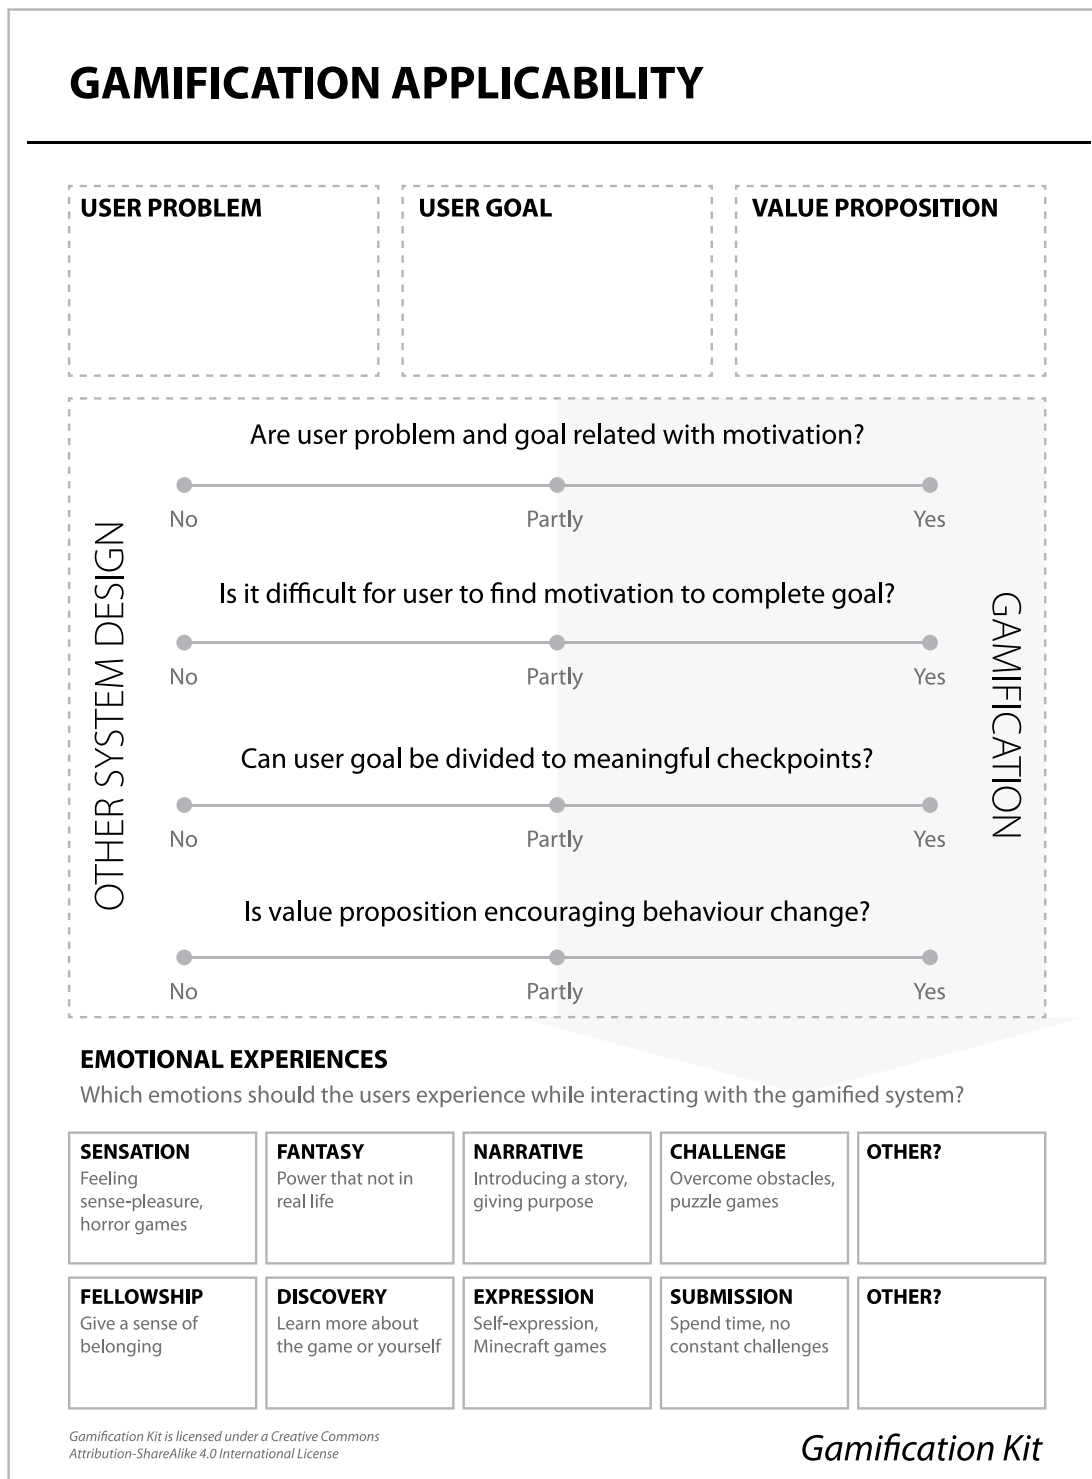 GAMIFICATION APPLICABILITY
USER PROBLEM
USER GOAL
VALUE PROPOSITION
OTHER SYSTEM DESIGN
GAMIFICATION
Are user problem and goal related with motivation?
No
Partly
Yes
Is it difficult for user to find motivation to complete goal?
No
Partly
Yes
Can user goal be divided to meaningful checkpoints?
No
Partly
Yes
Is value proposition encouraging behaviour change?
No
Partly
Yes
EMOTIONAL EXPERIENCES
Which emotions should the users experience while interacting with the gamified system?
SENSATION
Feeling
sense-pleasure,
horror games
FANTASY
Power that not in
real life
NARRATIVE
Introducing a story,
giving purpose
CHALLENGE
Overcome obstacles,
puzzle games
OTHER?
FELLOWSHIP
Give a sense of
belonging
DISCOVERY
Learn more about
the game or yourself
EXPRESSION
Self-expression,
Minecraft games
SUBMISSION
Spend time, no
constant challenges
OTHER?
Gamification Kit is licensed under a Creative Commons
Attribution-ShareAlike 4.0 International License
Gamification Kit